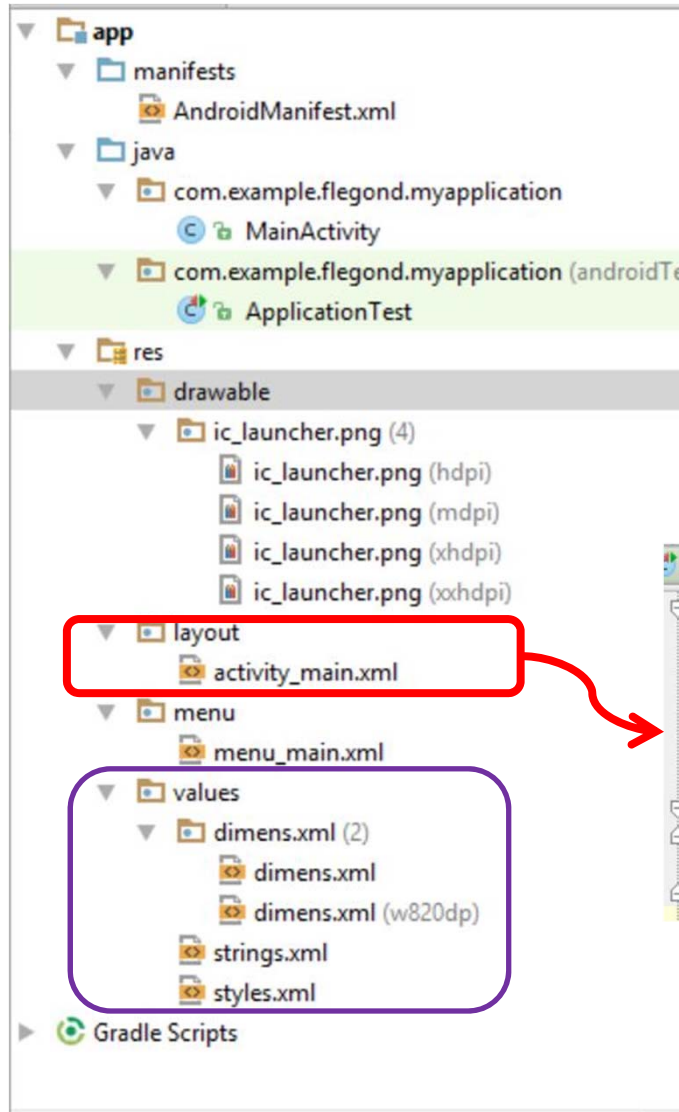 app
manifests
AndroidManifest.xml
java
com.example.flegond.myapplication
MainActivity
com.example.flegond.myapplication (androidTe
ApplicationTest
res
drawable
ic_launcher.png (4)
ic_launcher.png (hdpi)
ic_launcher.png (mdpi)
ic_launcher.png (xhdpi)
ic_launcher.png (xxhdpi)
layout
activity_main.xml
menu
menu_main.xml
values
dimens.xml (2)
dimens.xml
dimens.xml (w820dp)
strings.xml
styles.xml
Gradle Scripts